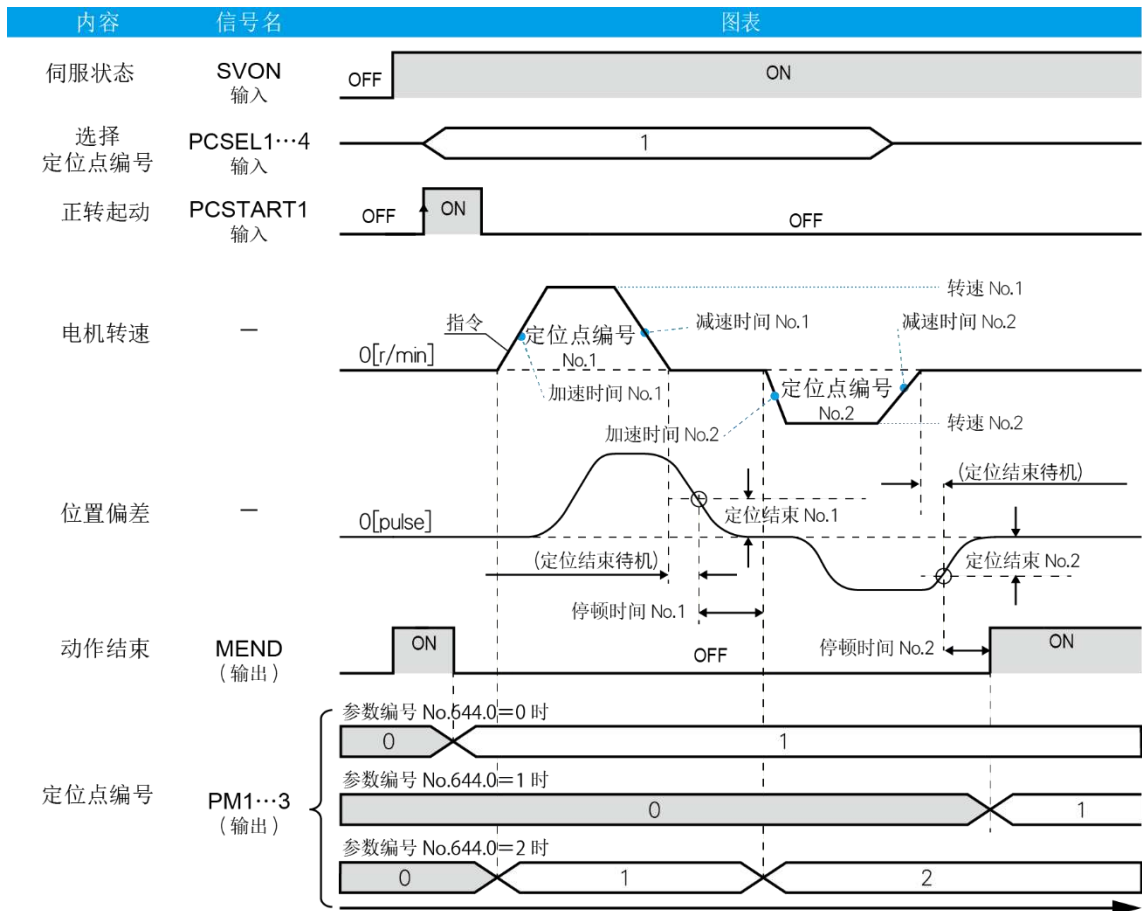 内容 信号名 图表
伺服状态 SVON OFF ON
输入
选择 PCSEL1…4 1
定位点编号 输入
正转起动 PCSTART1 OFF ON OFF
输入
转速 No.1
指令 定位点编号 减速时间 No.1 减速时间 No.2
电机转速 — 0[r/min] No.1
加速时间 No.1 定位点编号
No.2
加速时间 No.2 转速 No.2
(定位结束待机)
位置偏差 — 0[pulse] 定位结束 No.1
(定位结束待机) 定位结束 No.2
停顿时间 No.1
动作结束 MEND ON OFF 停顿时间 No.2 ON
（输出）
参数编号 No.644.0=0 时
0 1
参数编号 No.644.0=1 时
定位点编号 PM1…3 0 1
（输出）
参数编号 No.644.0=2 时
0 1 2